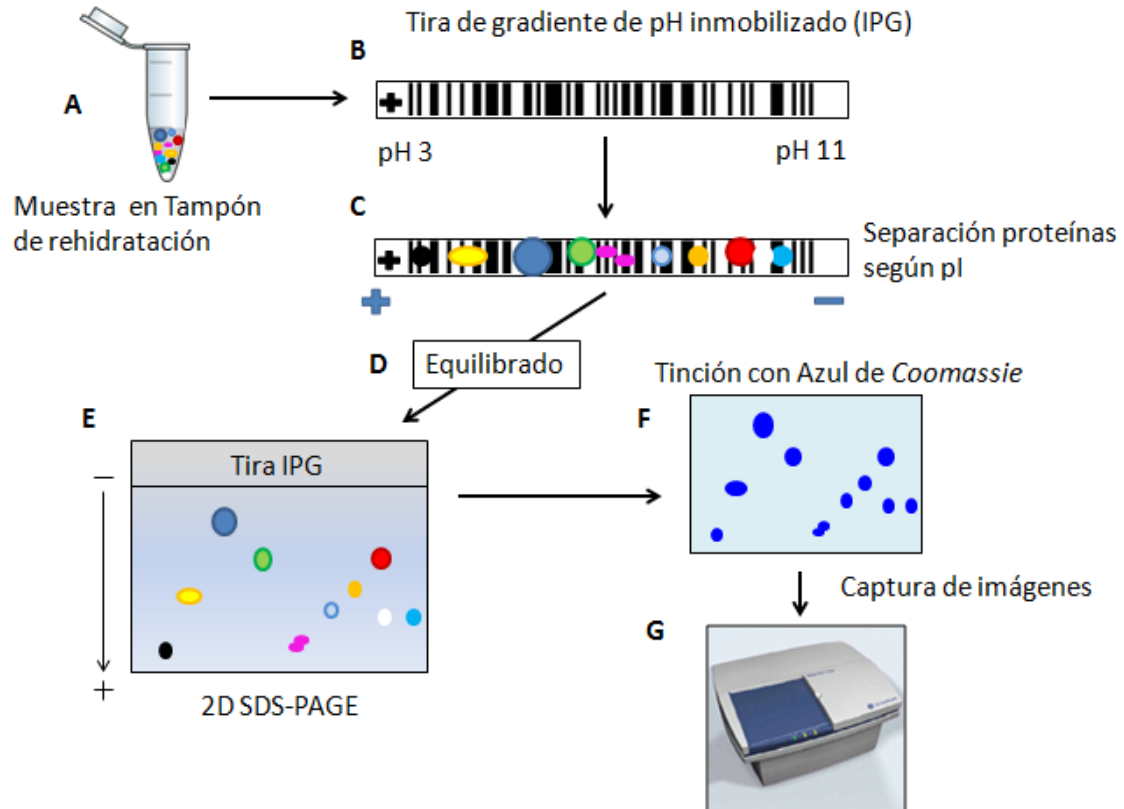 Tira de gradiente de pH inmobilizado (IPG)
B
A
+
pH 3
pH 11
Muestra en Tampón
de rehidratación
C
+
Separación proteínas
según pI
+
−
D
Equilibrado
Tinción con Azul de Coomassie
E
F
Tira IPG
−
+
2D SDS-PAGE
Captura de imágenes
G